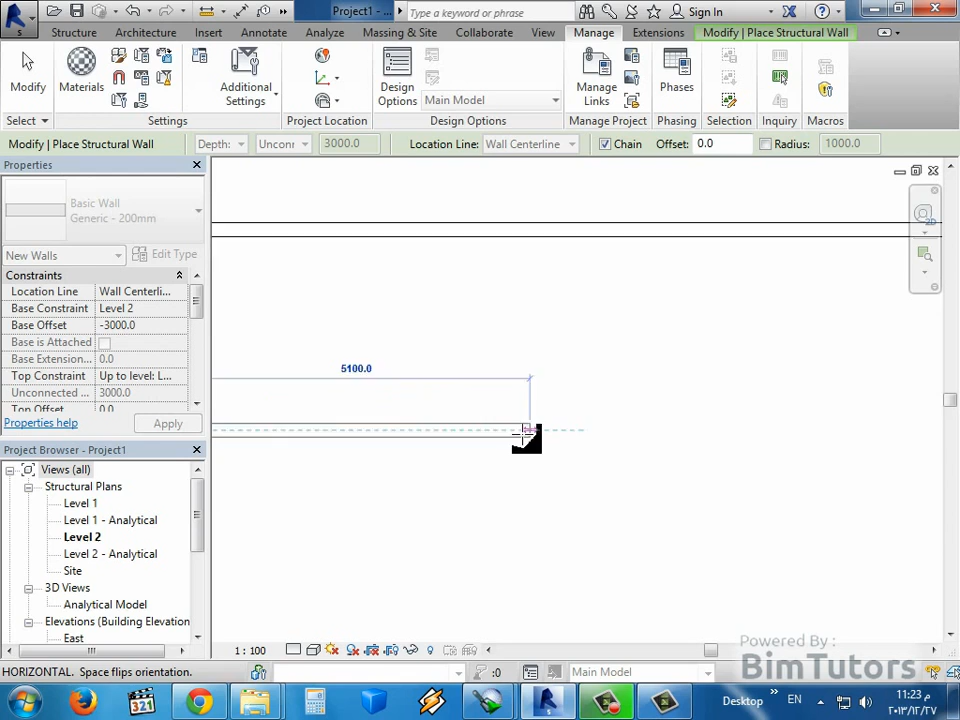 Project1 - ...
Type a keyword or phrase
Sign In
Structure
Architecture
Insert
Annotate
Analyze
Massing & Site
Collaborate
View
Manage
Extensions
Modify | Place Structural Wall
Modify
Materials
Additional
Settings
Design
Options
Main Model
Manage
Links
Phases
Select
Settings
Project Location
Design Options
Manage Project
Phasing
Selection
Inquiry
Macros
Modify | Place Structural Wall
Depth:
Unconr
3000.0
Location Line:
Wall Centerline
Chain
Offset:
0.0
Radius:
1000.0
Properties
Basic Wall
Generic - 200mm
New Walls
Edit Type
Constraints
Location Line
Wall Centerli...
Base Constraint
Level 2
Base Offset
-3000.0
Base is Attached
Base Extension...
0.0
Top Constraint
Up to level: L...
Unconnected ...
3000.0
Top Offset
0.0
Properties help
Apply
2D
5100.0
Project Browser - Project1
Views (all)
Structural Plans
Level 1
Level 1 - Analytical
Level 2
Level 2 - Analytical
Site
3D Views
Analytical Model
Elevations (Building Elevation
East
1 : 100
Powered By :
BimTutors
HORIZONTAL. Space flips orientation.
:0
Main Model
321
Desktop
EN
11:23 م
٢٠١٣/١٢/٢٧